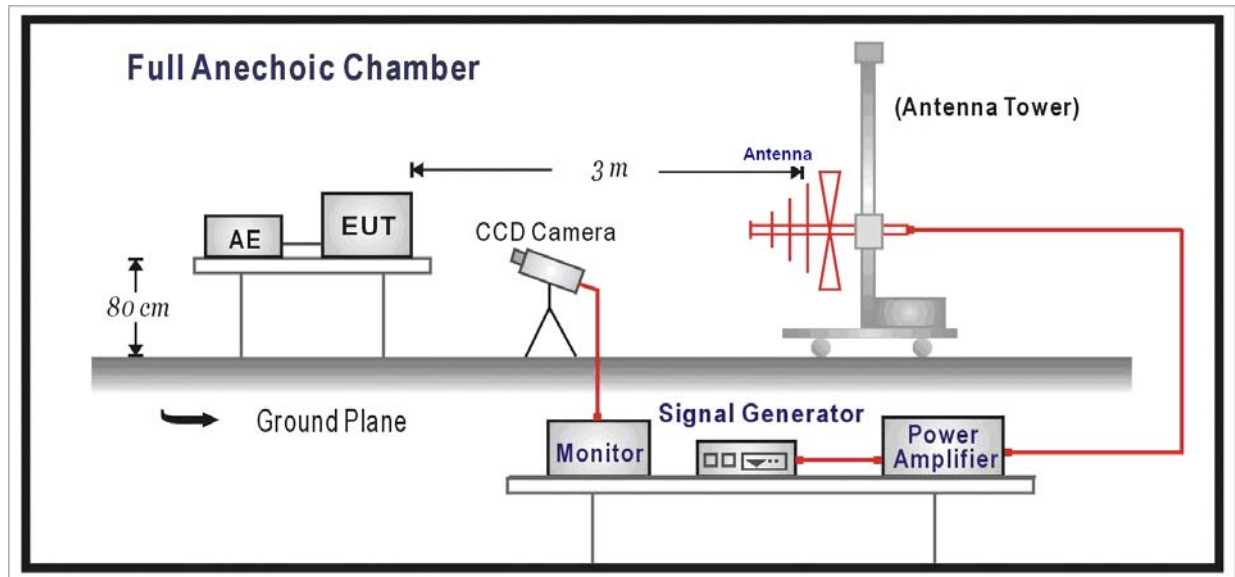 Full Anechoic Chamber
(Antenna Tower)
Antenna
3 m
AE
EUT
CCD Camera
80 cm
Ground Plane
Signal Generator
Monitor
Power
Amplifier